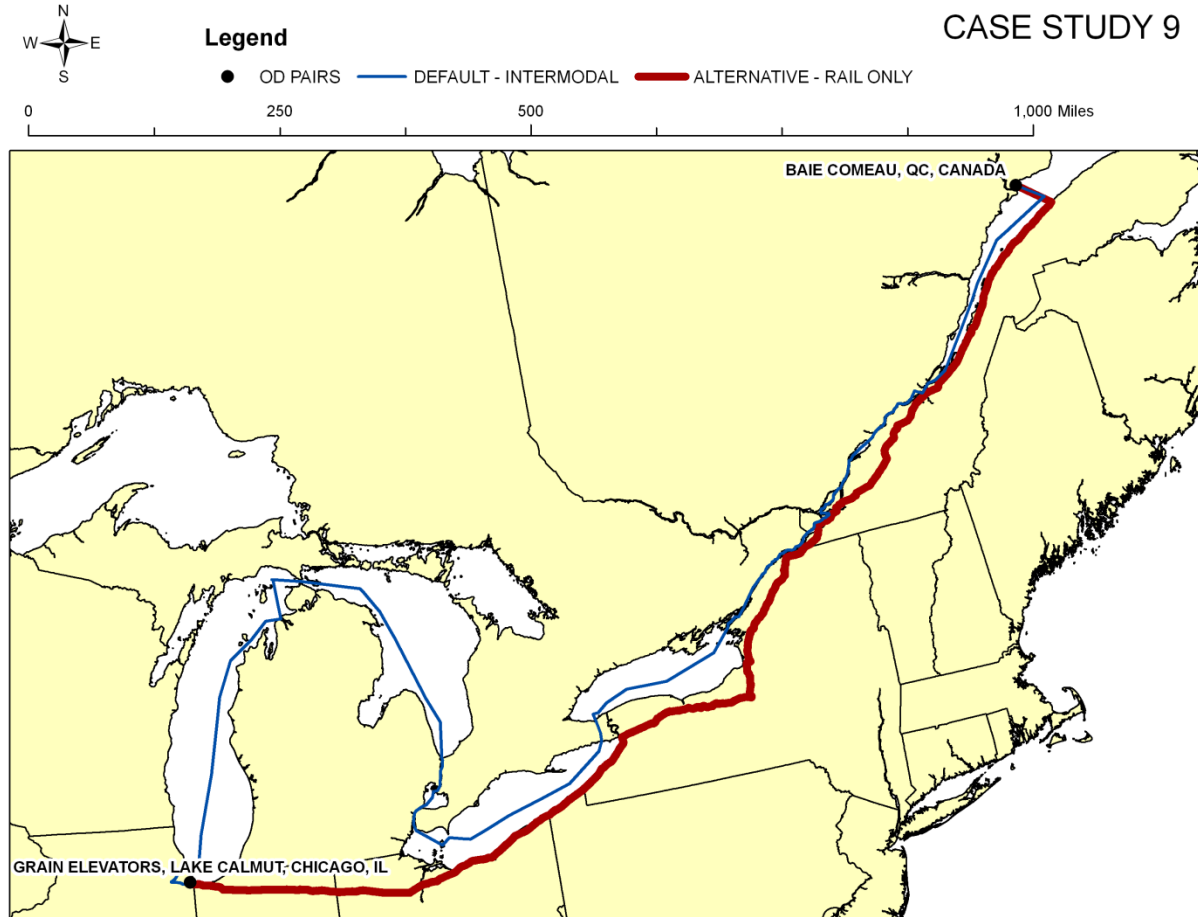 N
W E
S
Legend
CASE STUDY 9
OD PAIRS DEFAULT - INTERMODAL ALTERNATIVE - RAIL ONLY
0 250 500 1,000 Miles
BAIE COMEAU, QC, CANADA
GRAIN ELEVATORS, LAKE CALMUT, CHICAGO, IL